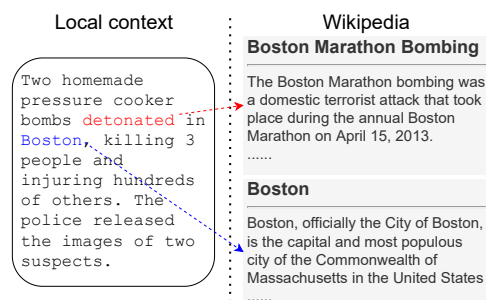 Local context
Two homemade
pressure cooker
bombs detonated in
Boston, killing 3
people and
injuring hundreds
of others. The
police released
the images of two
suspects.
Wikipedia
Boston Marathon Bombing
The Boston Marathon bombing was
a domestic terrorist attack that took
place during the annual Boston
Marathon on April 15, 2013.
......
Boston
Boston, officially the City of Boston,
is the capital and most populous
city of the Commonwealth of
Massachusetts in the United States
......